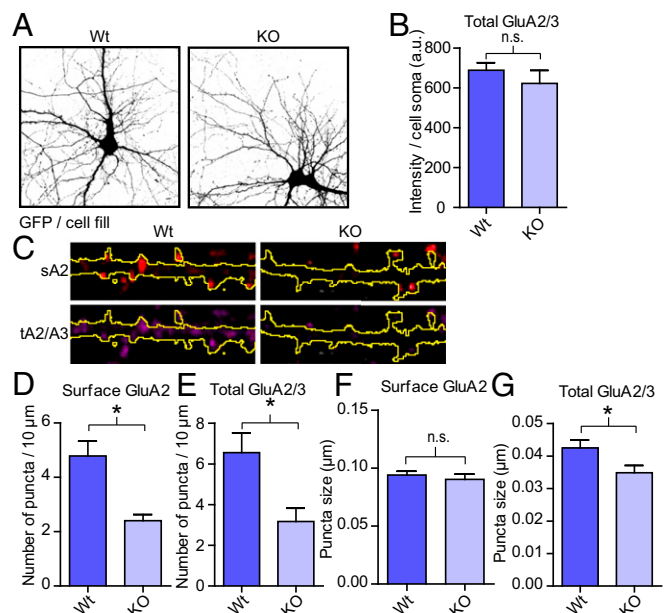 A
Wt
KO
GFP / cell fill
B
Total GluA2/3
n.s.
Intensity / cell soma (a.u.)
800
600
400
200
0
Wt
KO
C
Wt
KO
sA2
tA2/A3
D
Surface GluA2
*
Number of puncta / 10 µm
6
4
2
0
Wt
KO
E
Total GluA2/3
*
Number of puncta / 10 µm
8
6
4
2
0
Wt
KO
F
Surface GluA2
n.s.
Puncta size (µm)
0.15
0.10
0.05
0.00
Wt
KO
G
Total GluA2/3
*
Puncta size (µm)
0.05
0.04
0.03
0.02
0.01
0.00
Wt
KO